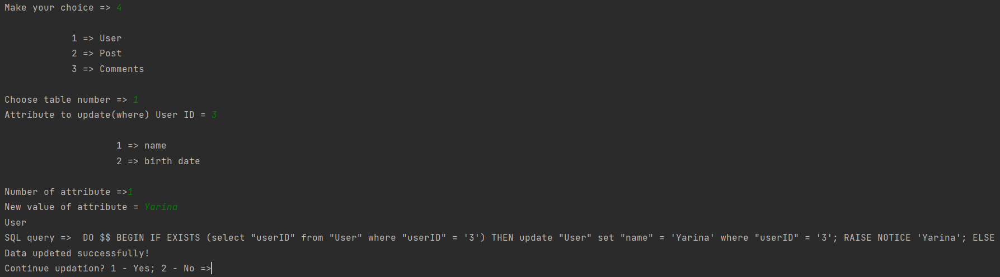 Make your choice => 4
1 => User
2 => Post
3 => Comments
Choose table number => 1
Attribute to update(where) User ID = 3
1 => name
2 => birth date
Number of attribute =>1
New value of attribute = Yarina
User
SQL query =>  DO $$ BEGIN IF EXISTS (select "userID" from "User" where "userID" = '3') THEN update "User" set "name" = 'Yarina' where "userID" = '3'; RAISE NOTICE 'Yarina'; ELSE
Data updeted successfully!
Continue updation? 1 - Yes; 2 - No =>